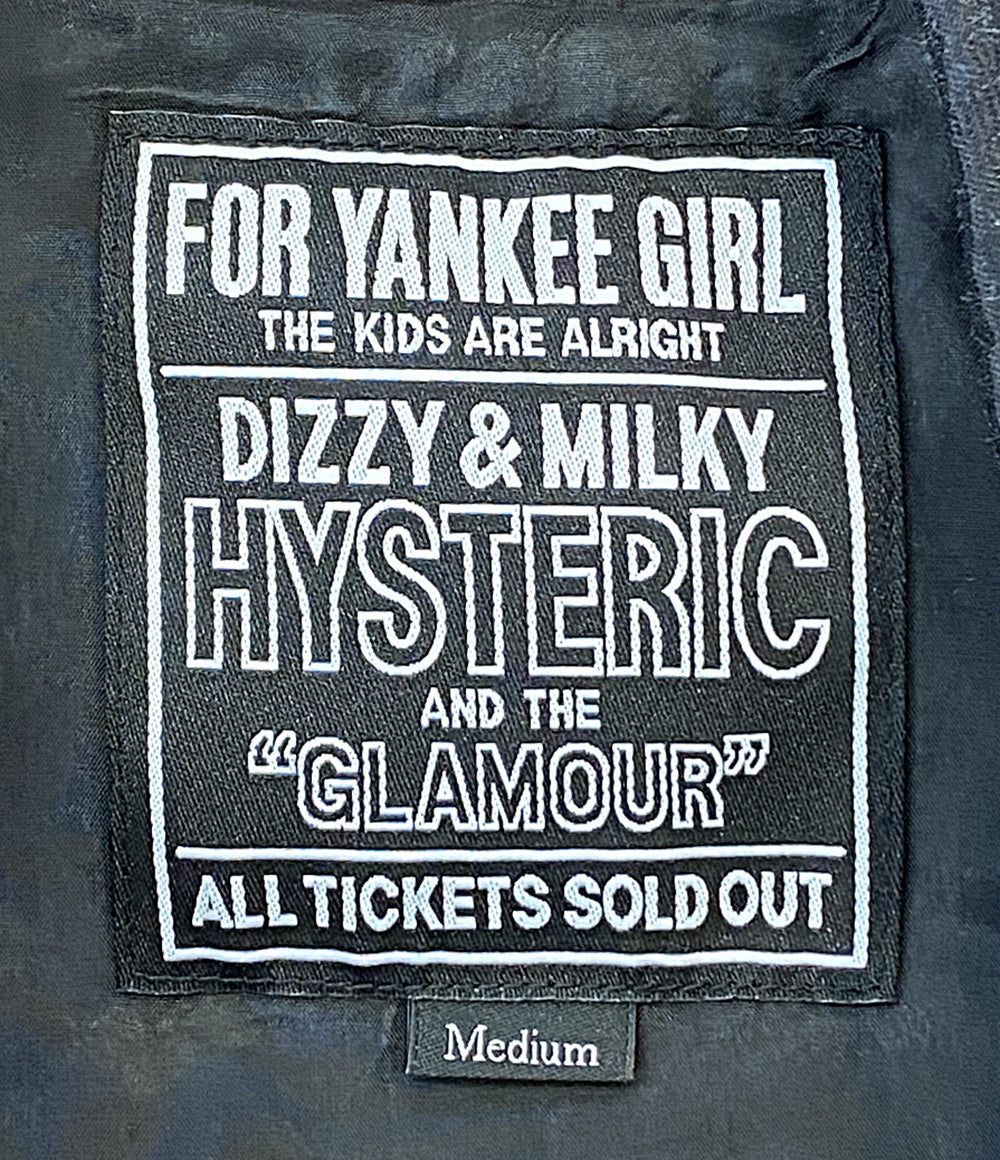 FOR YANKEE GIRL
THE KIDS ARE ALRIGHT
DIZZY & MILKY
HYSTERIC
AND THE
“GLAMOUR”
ALL TICKETS SOLD OUT
Medium